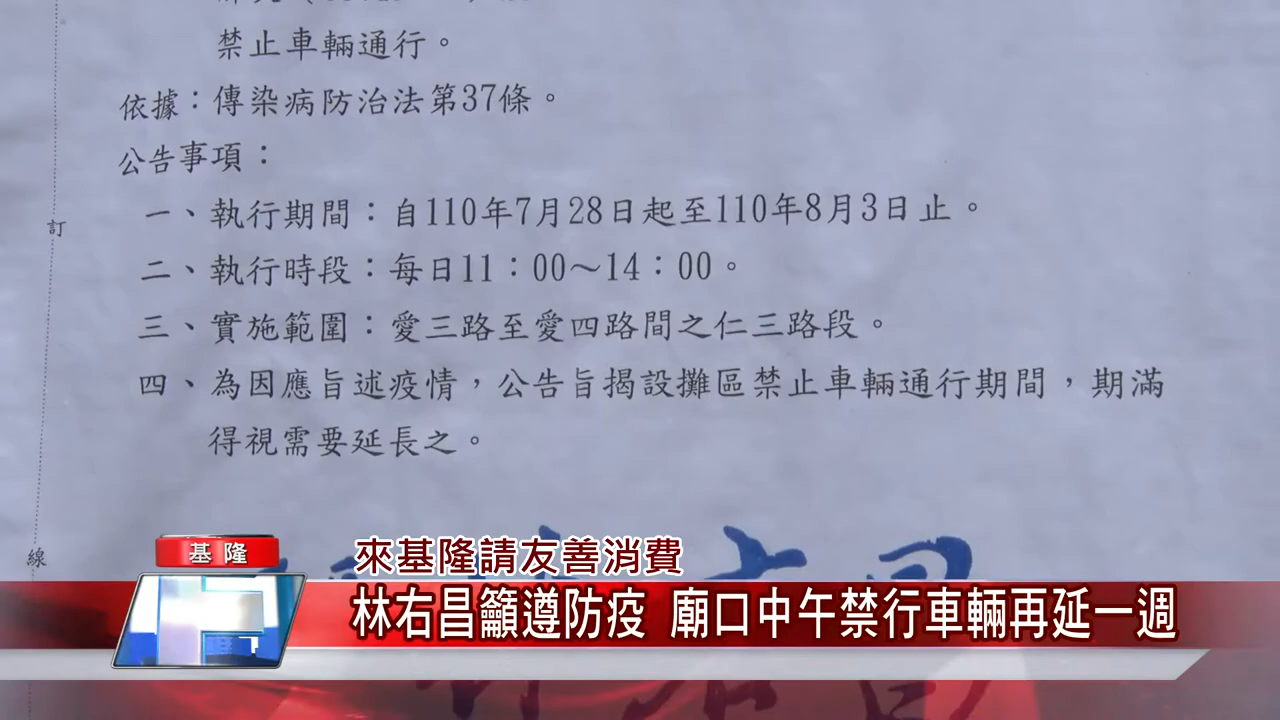 禁止車輛通行。
依據：傳染病防治法第37條。
公告事項：
一、執行期間：自110年7月28日起至110年8月3日止。
二、執行時段：每日11：00～14：00。
三、實施範圍：愛三路至愛四路間之仁三路段。
四、為因應旨述疫情，公告旨揭設攤區禁止車輛通行期間，期滿
得視需要延長之。
訂
線
基隆
來基隆請友善消費
林右昌籲遵防疫 廟口中午禁行車輛再延一週